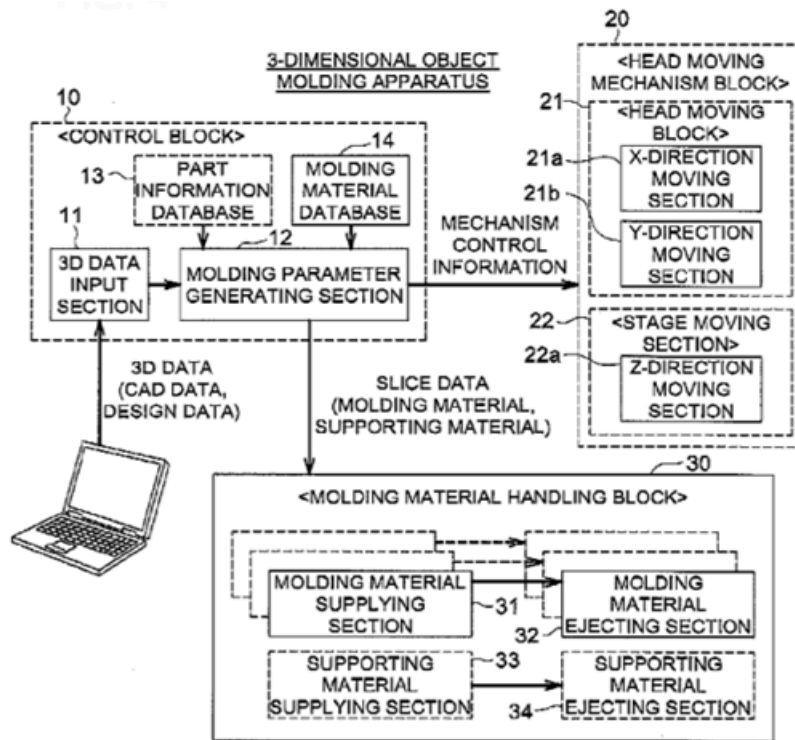 20
3-DIMENSIONAL OBJECT
MOLDING APPARATUS
<HEAD MOVING
MECHANISM BLOCK>
10
<CONTROL BLOCK>
13
PART
INFORMATION
DATABASE
14
MOLDING
MATERIAL
DATABASE
11
3D DATA
INPUT
SECTION
12
MOLDING PARAMETER
GENERATING SECTION
MECHANISM
CONTROL
INFORMATION
21
<HEAD MOVING
BLOCK>
21a
X-DIRECTION
MOVING
SECTION
21b
Y-DIRECTION
MOVING
SECTION
22
<STAGE MOVING
SECTION>
22a
Z-DIRECTION
MOVING
SECTION
3D DATA
(CAD DATA,
DESIGN DATA)
SLICE DATA
(MOLDING MATERIAL,
SUPPORTING MATERIAL)
30
<MOLDING MATERIAL HANDLING BLOCK>
MOLDING MATERIAL
SUPPLYING
SECTION
31
MOLDING
MATERIAL
EJECTING SECTION
32
SUPPORTING
MATERIAL
SUPPLYING SECTION
33
SUPPORTING
MATERIAL
EJECTING SECTION
34